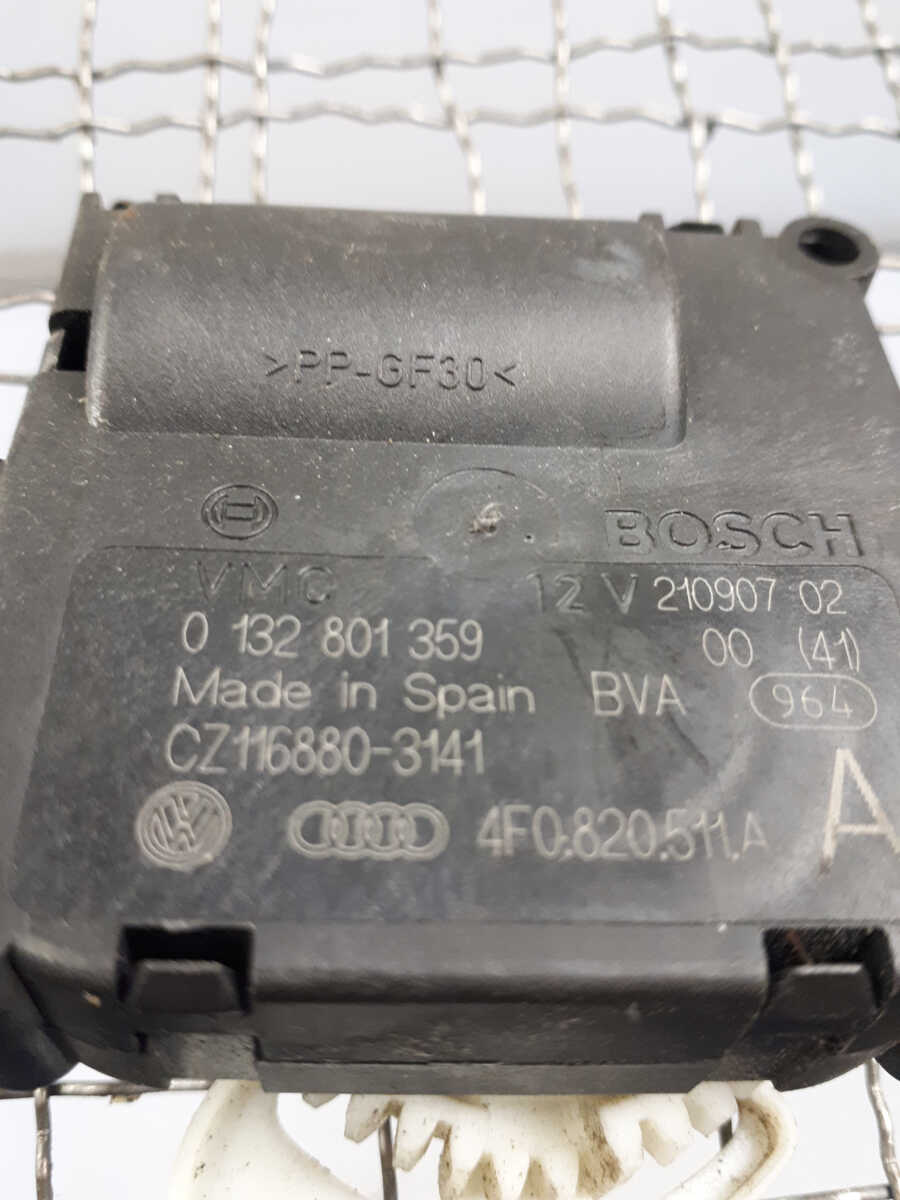 >PP-GF30<
BOSCH
VMC 12 V 210907 02
0 132 801 359 00 (41)
Made in Spain BVA 964
CZ116880-3141 A
VW 4F0.820.511.A